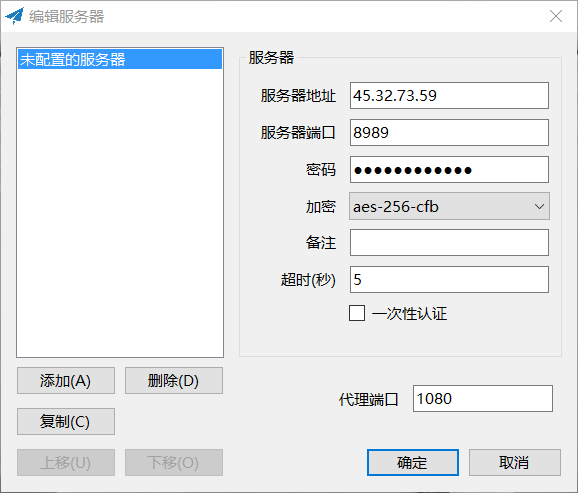 编辑服务器
未配置的服务器
服务器
服务器地址 45.32.73.59
服务器端口 8989
密码 ●●●●●●●●●●●●
加密 aes-256-cfb
备注
超时(秒) 5
一次性认证
添加(A) 删除(D)
代理端口 1080
复制(C)
上移(U) 下移(O)
确定 取消